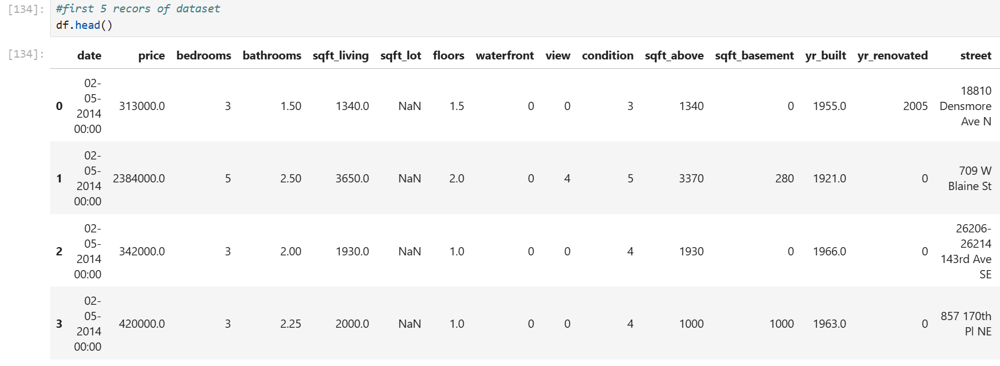 [134]: #first 5 recors of dataset
df.head()
[134]: date price bedrooms bathrooms sqft_living sqft_lot floors waterfront view condition sqft_above sqft_basement yr_built yr_renovated street
0 02-05-2014 00:00 313000.0 3 1.50 1340.0 NaN 1.5 0 0 3 1340 0 1955.0 2005 18810 Densmore Ave N
1 02-05-2014 00:00 2384000.0 5 2.50 3650.0 NaN 2.0 0 4 5 3370 280 1921.0 0 709 W Blaine St
2 02-05-2014 00:00 342000.0 3 2.00 1930.0 NaN 1.0 0 0 4 1930 0 1966.0 0 26206-26214 143rd Ave SE
3 02-05-2014 00:00 420000.0 3 2.25 2000.0 NaN 1.0 0 0 4 1000 1000 1963.0 0 857 170th Pl NE